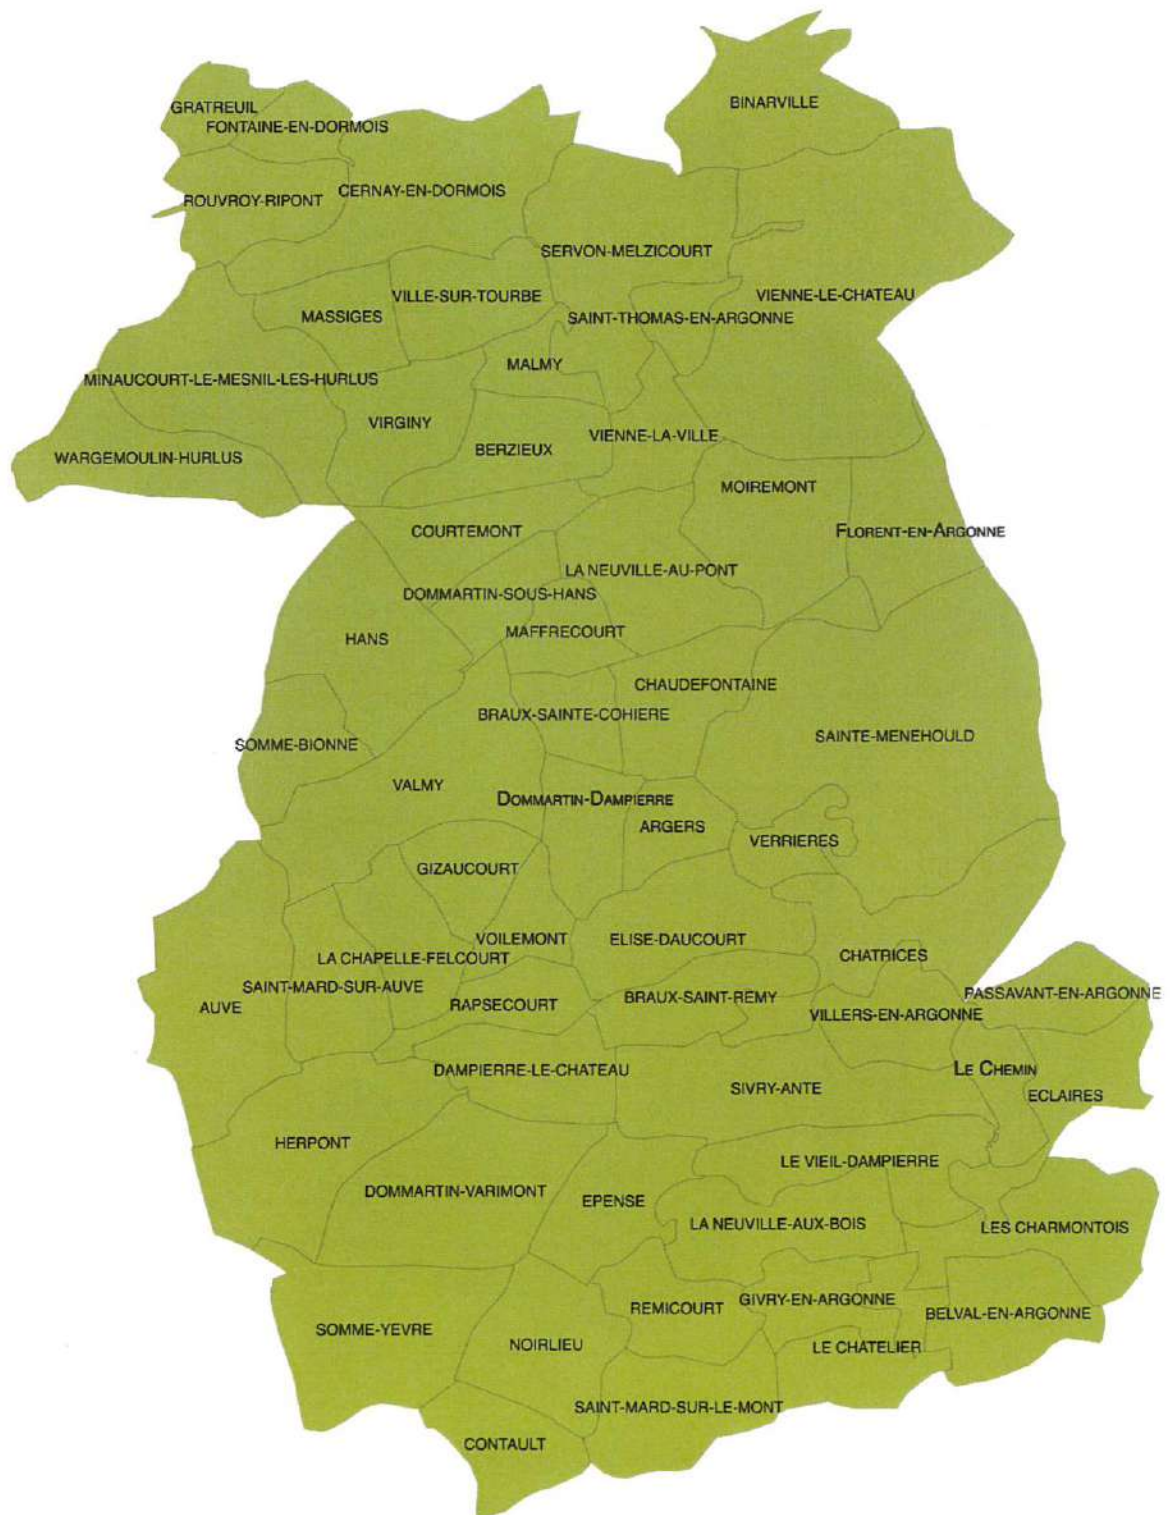 BINARVILLE
GRATREUIL
FONTAINE-EN-DORMOIS
CERNAY-EN-DORMOIS
ROUVROY-RIPONT
SERVON-MELZICOURT
VILLE-SUR-TOURBE
VIENNE-LE-CHATEAU
MASSIGES
SAINT-THOMAS-EN-ARGONNE
MALMY
MINAUCOURT-LE-MESNIL-LES-HURLUS
VIRGINY
VIENNE-LA-VILLE
BERZIEUX
WARGEMOULIN-HURLUS
MOIREMONT
COURTEMONT
FLORENT-EN-ARGONNE
LA NEUVILLE-AU-PONT
DOMMARTIN-SOUS-HANS
MAFFRECOURT
HANS
CHAUDEFONTAINE
BRAUX-SAINTE-COHIERE
SAINTE-MENEHOULD
SOMME-BIONNE
VALMY
DOMMARTIN-DAMPIERRE
ARGERS
VERRIERES
GIZAUCOURT
VOILEMONT
ELISE-DAUCOURT
LA CHAPELLE-FELCOURT
CHATRICES
SAINT-MARD-SUR-AUVE
BRAUX-SAINT-REMY
PASSAVANT-EN-ARGONNE
AUVE
RAPSECOURT
VILLERS-EN-ARGONNE
DAMPIERRE-LE-CHATEAU
LE CHEMIN
SIVRY-ANTE
ECLAIRES
HERPONT
LE VIEIL-DAMPIERRE
DOMMARTIN-VARIMONT
EPENSE
LA NEUVILLE-AUX-BOIS
LES CHARMONTOIS
GIVRY-EN-ARGONNE
REMICOURT
BELVAL-EN-ARGONNE
SOMME-YEVRE
NOIRLIEU
LE CHATELIER
SAINT-MARD-SUR-LE-MONT
CONTAULT